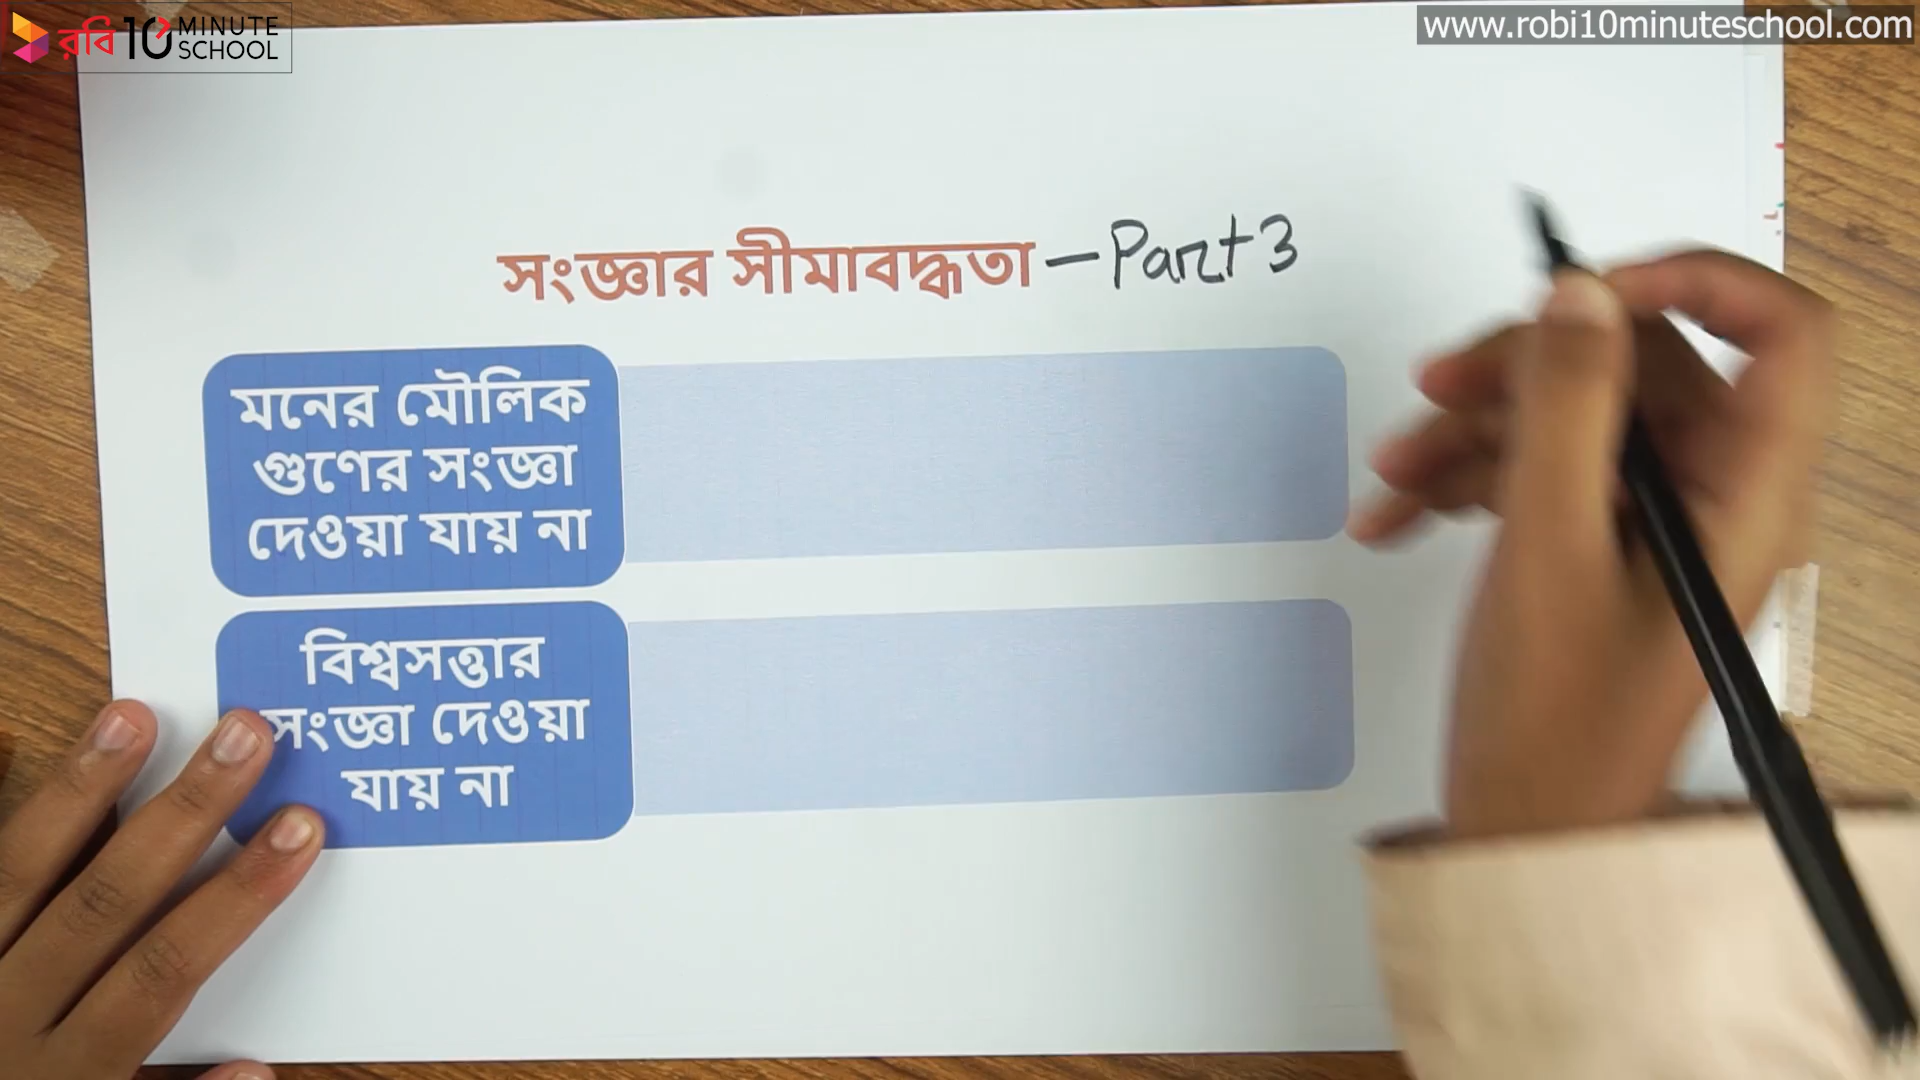 রবি 10 MINUTE SCHOOL
www.robi10minuteschool.com
সংজ্ঞার সীমাবদ্ধতা – Part 3
মনের মৌলিক
গুণের সংজ্ঞা
দেওয়া যায় না
বিশ্বসত্তার
সংজ্ঞা দেওয়া
যায় না